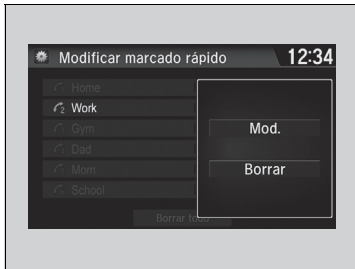 Modificar marcado rápido 12:34
Home
2 Work
Gym
Dad
Mom
School
Mod.
Borrar
Borrar todo